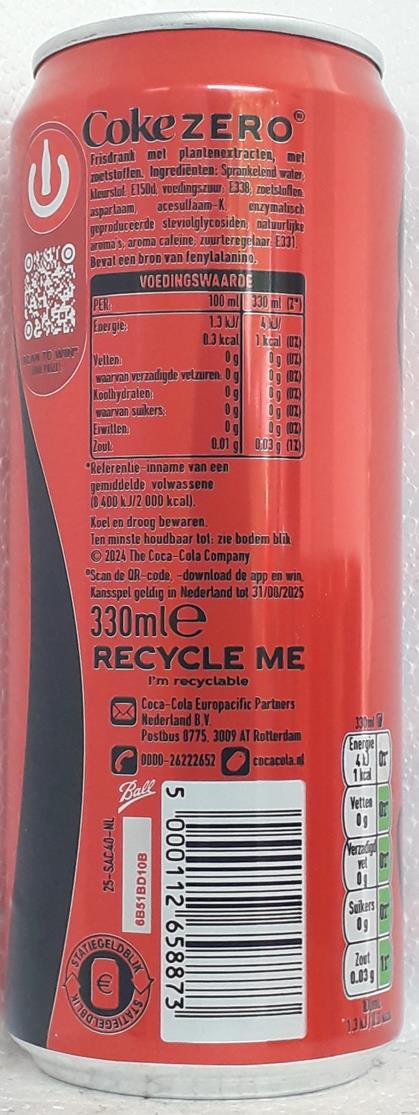 Coke ZERO®
Frisdrank met plantenextracten, met
zoetstoffen. Ingrediënten: Sprankelend water,
kleurstof: E150d, voedingszuur: E338, zoetstoffen:
aspartaam, acesulfaam-K, enzymatisch
geproduceerde steviolglycosiden, natuurlijke
aroma's, aroma cafeïne, zuurteregelaar: E331.
Bevat een bron van fenylalanine.
SCAN TO WIN
VOEDINGSWAARDE
PER: 100 ml 330 ml (%*)
Energie: 1.3 kJ/ 4 kJ/
0.3 kcal 1 kcal (0%)
Vetten: 0 g 0 g (0%)
waarvan verzadigde vetzuren: 0 g 0 g (0%)
Koolhydraten: 0 g 0 g (0%)
waarvan suikers: 0 g 0 g (0%)
Eiwitten: 0 g 0 g (0%)
Zout: 0.01 g 0.03 g (1%)
*Referentie-inname van een
gemiddelde volwassene
(8 400 kJ/2 000 kcal).
Koel en droog bewaren.
Ten minste houdbaar tot: zie bodem blik.
© 2024 The Coca-Cola Company
Scan de QR-code, -download de app en win.
Kansspel geldig in Nederland tot 31/08/2025
330ml e
RECYCLE ME
I'm recyclable
Coca-Cola Europacific Partners
Nederland B.V.
Postbus 8775, 3009 AT Rotterdam
0800-26222652 cocacola.nl
Ball
25-SAC40-NL
6B51BD10B
5 000112 658873
STATIEGELDBLIK
€
STATIEGELDBLIK
330 ml
Energie
4 kJ
1 kcal
0%*
Vetten
0 g
0%*
Verzadigd
vet
0 g
0%*
Suikers
0 g
0%*
Zout
0.03 g
1%*